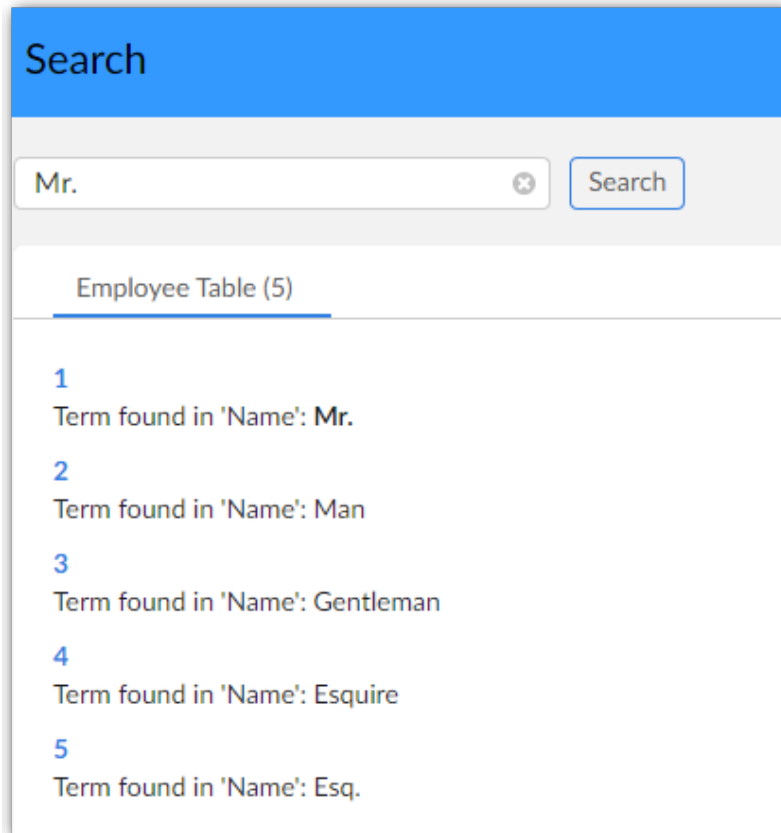 Search
Mr.
Search
Employee Table (5)
1
Term found in 'Name': Mr.
2
Term found in 'Name': Man
3
Term found in 'Name': Gentleman
4
Term found in 'Name': Esquire
5
Term found in 'Name': Esq.